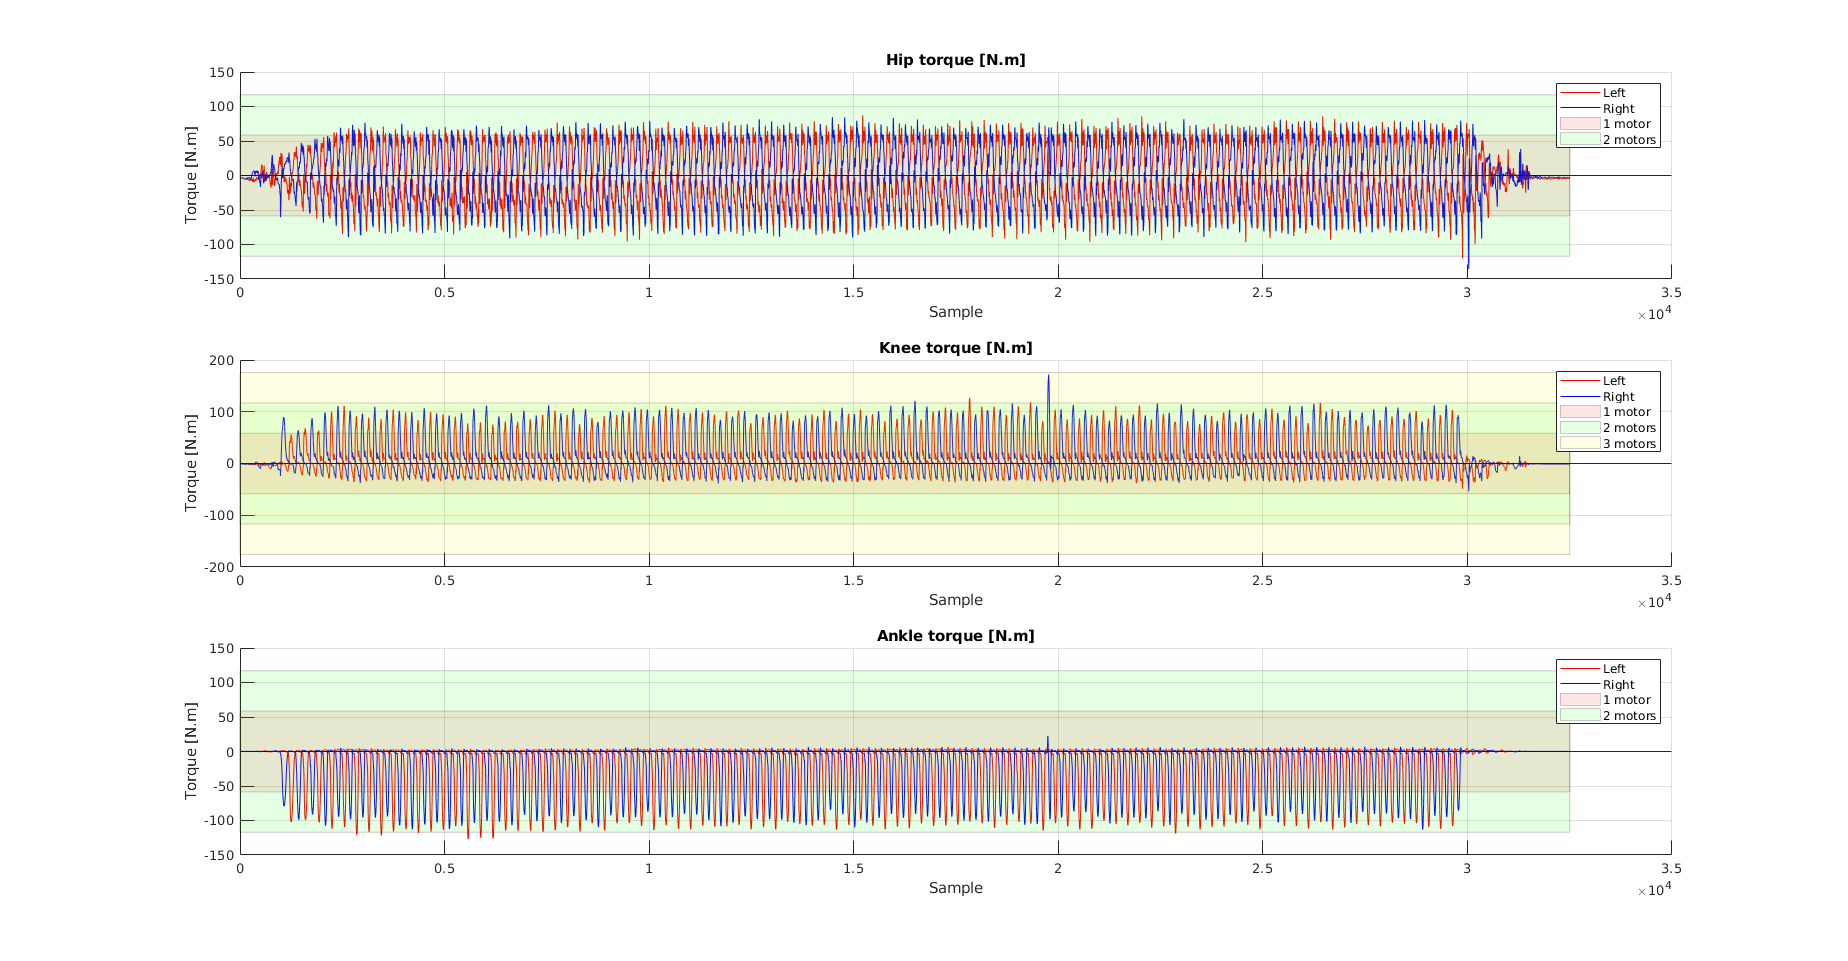 Hip torque [N.m]
150
100
50
0
-50
-100
-150
Torque [N.m]
0
0.5
1
1.5
2
2.5
3
3.5
Sample
×10^4
Left
Right
1 motor
2 motors
Knee torque [N.m]
200
100
0
-100
-200
Torque [N.m]
0
0.5
1
1.5
2
2.5
3
3.5
Sample
×10^4
Left
Right
1 motor
2 motors
3 motors
Ankle torque [N.m]
150
100
50
0
-50
-100
-150
Torque [N.m]
0
0.5
1
1.5
2
2.5
3
3.5
Sample
×10^4
Left
Right
1 motor
2 motors